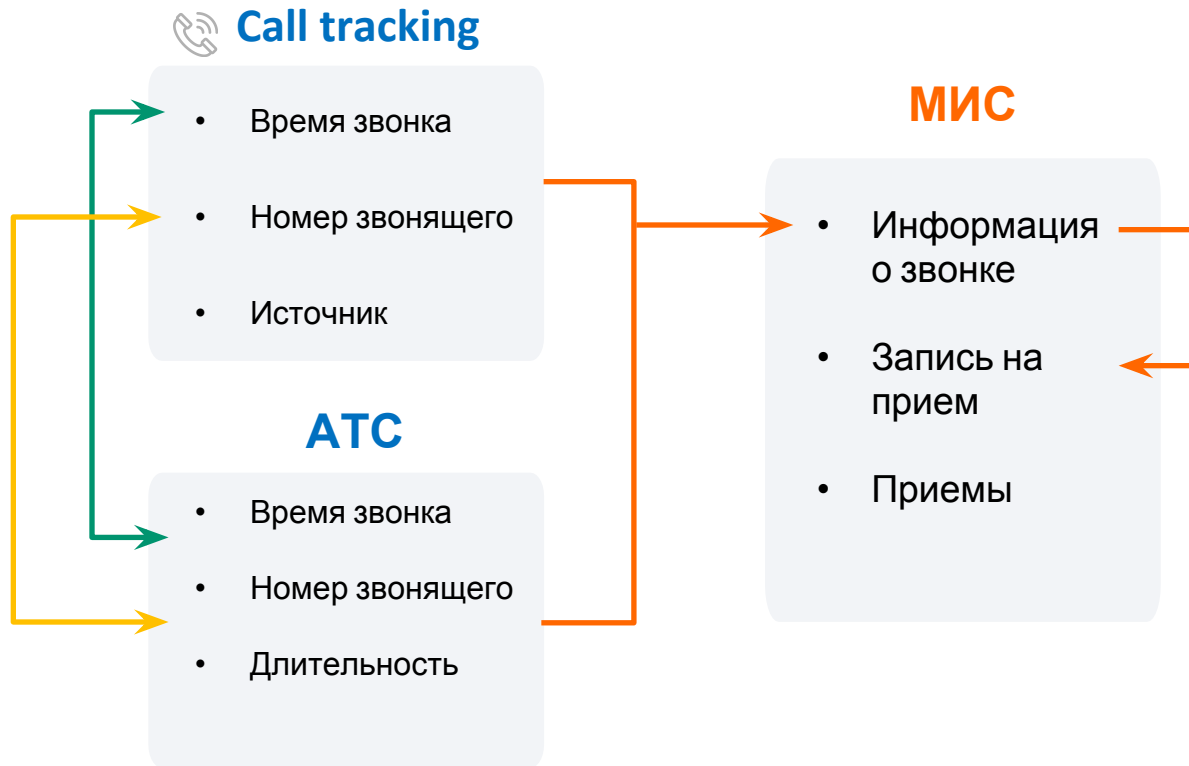 Call tracking
• Время звонка
• Номер звонящего
• Источник
АТС
• Время звонка
• Номер звонящего
• Длительность
МИС
• Информация
о звонке
• Запись на
прием
• Приемы